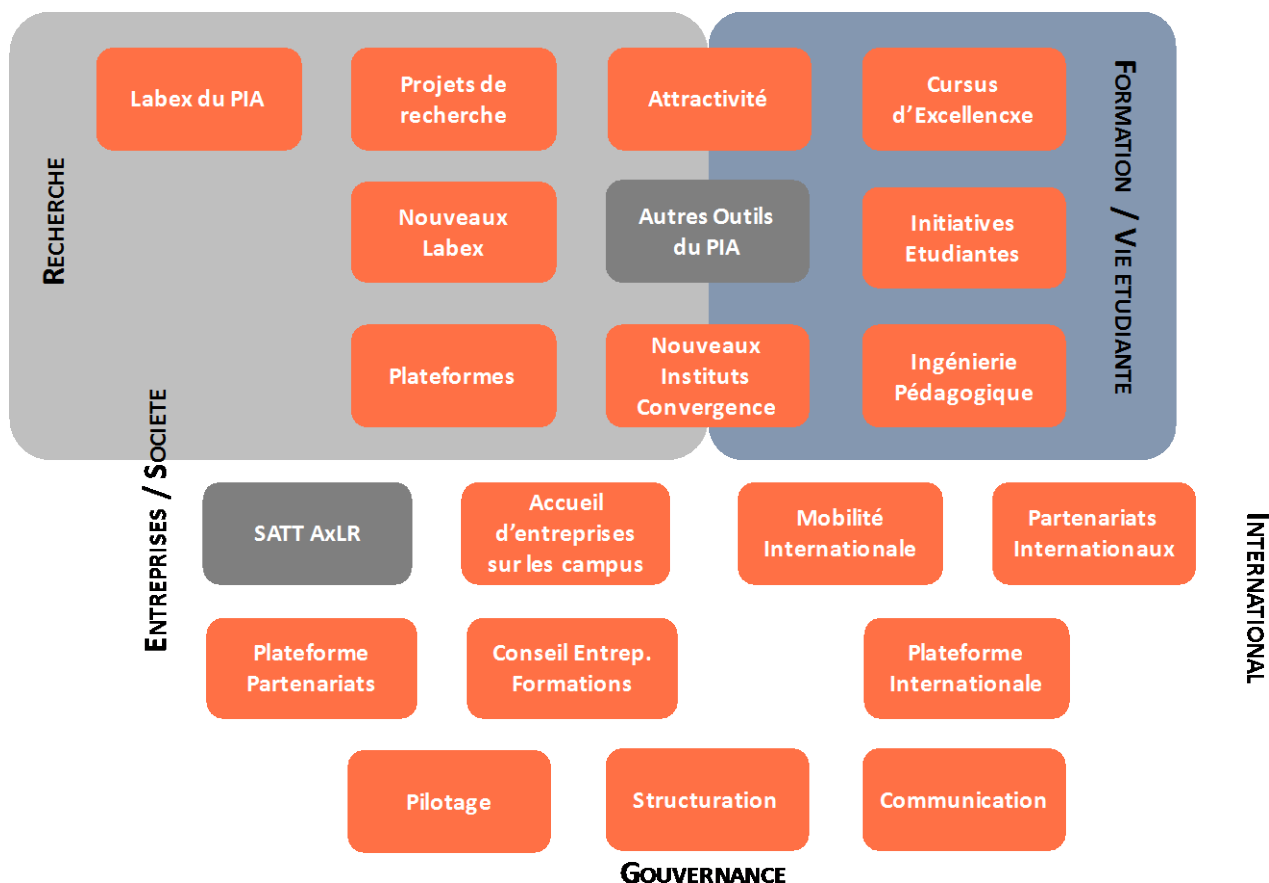 Labex du PIA
Projets de
recherche
Attractivité
Cursus
d'Excellencxe
FORMATION / VIE ETUDIANTE
RECHERCHE
Nouveaux
Labex
Autres Outils
du PIA
Initiatives
Etudiantes
Plateformes
Nouveaux
Instituts
Convergence
Ingénierie
Pédagogique
ENTREPRISES / SOCIETE
SATT AxLR
Accueil
d'entreprises
sur les campus
Mobilité
Internationale
Partenariats
Internationaux
INTERNATIONAL
Plateforme
Partenariats
Conseil Entrep.
Formations
Plateforme
Internationale
Pilotage
Structuration
Communication
GOUVERNANCE